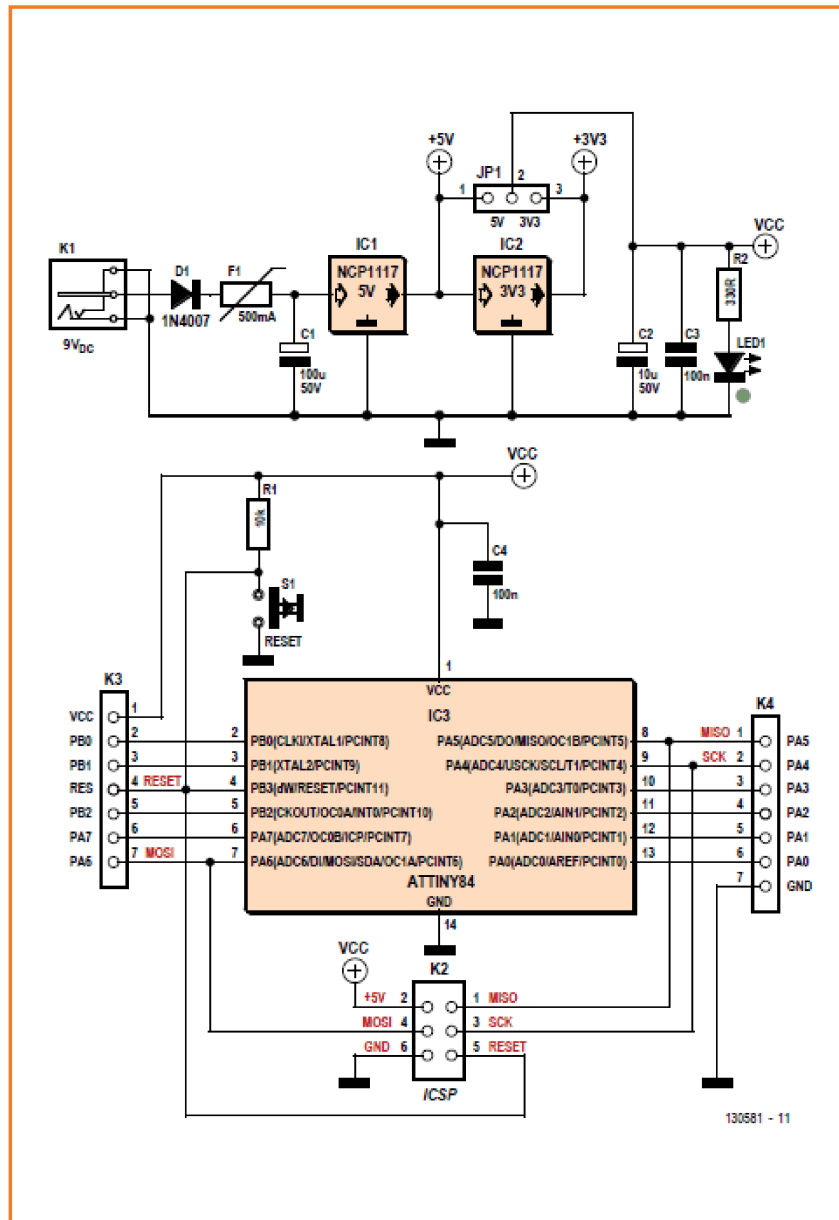 +5V
+3V3
JP1
2
1
3
5V
3V3
VCC
K1
IC1
IC2
R2
D1
F1
NCP1117
5V
NCP1117
3V3
330R
1N4007
500mA
C1
C2
C3
LED1
9VDC
100u
50V
10u
50V
100n
VCC
R1
10k
C4
100n
S1
RESET
1
K3
VCC
K4
IC3
VCC 1
PB0 2 2 PB0(CLKI/XTAL1/PCINT8)
PA5(ADC5/DO/MISO/OC1B/PCINT5) 8 MISO 1 PA5
PB1 3 3 PB1(XTAL2/PCINT9)
PA4(ADC4/USCK/SCL/T1/PCINT4) 9 SCK 2 PA4
RES 4 RESET 4 PB3(dW/RESET/PCINT11)
PA3(ADC3/T0/PCINT3) 10 3 PA3
PB2 5 5 PB2(CKOUT/OC0A/INT0/PCINT10)
PA2(ADC2/AIN1/PCINT2) 11 4 PA2
PA7 6 6 PA7(ADC7/OC0B/ICP/PCINT7)
PA1(ADC1/AIN0/PCINT1) 12 5 PA1
PA6 7 MOSI 7 PA6(ADC6/DI/MOSI/SDA/OC1A/PCINT6)
PA0(ADC0/AREF/PCINT0) 13 6 PA0
ATTINY84
7 GND
GND
14
VCC
K2
+5V 2 1 MISO
MOSI 4 3 SCK
GND 6 5 RESET
ICSP
130581 - 11